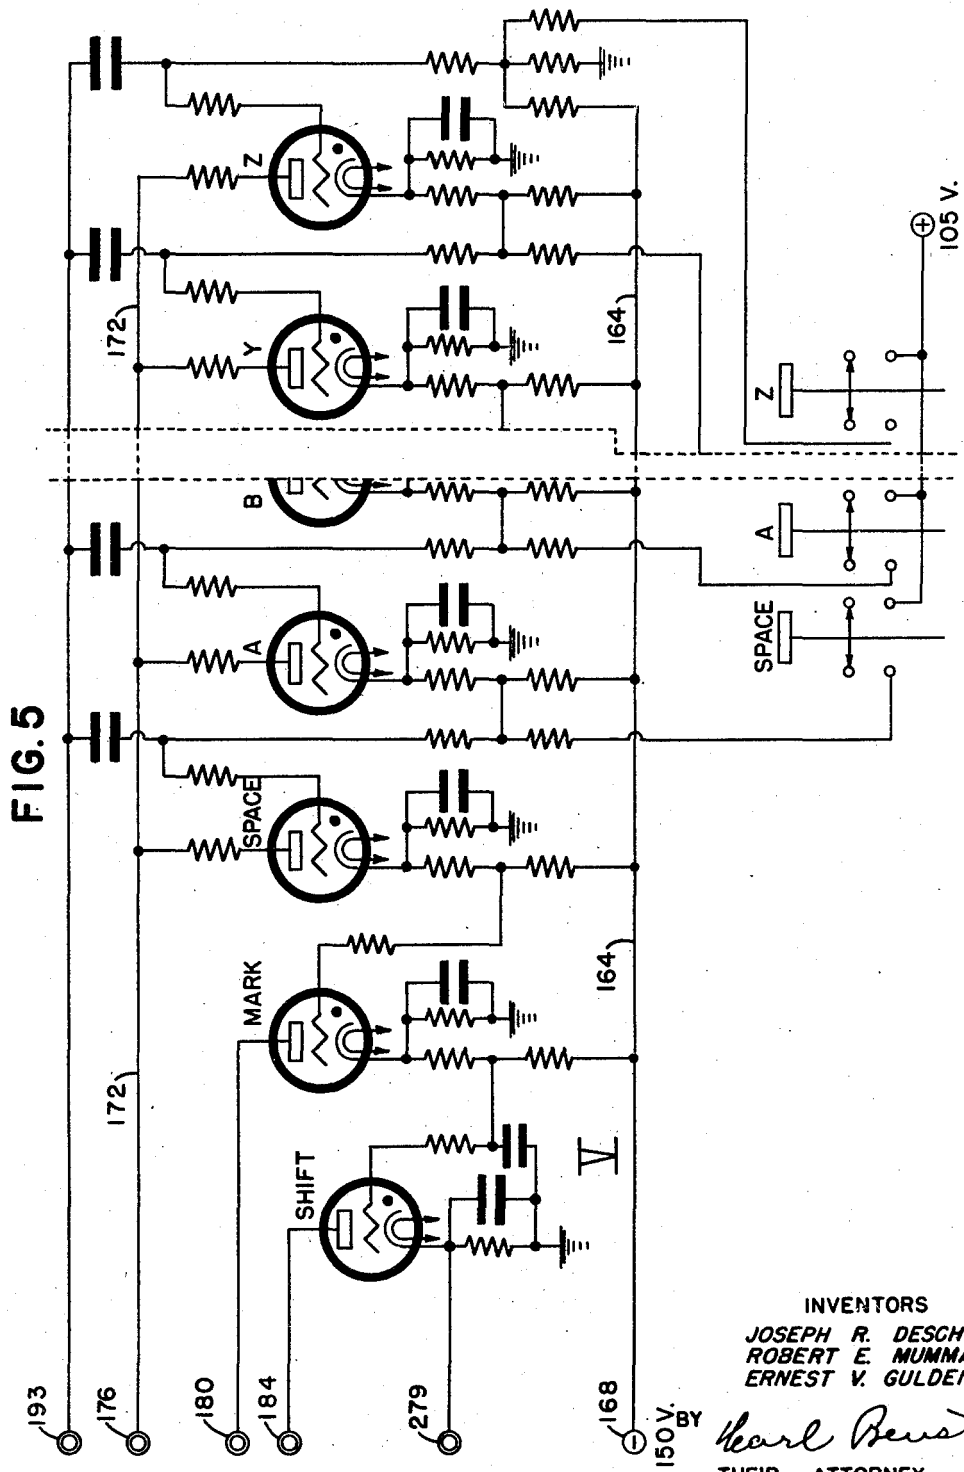 FIG. 5
193
176
180
184
279
168
150 V.
172
172
164
164
SHIFT
MARK
SPACE
A
B
Y
Z
V
SPACE
A
Z
105 V.
INVENTORS
JOSEPH R. DESCH
ROBERT E. MUMMA
ERNEST V. GULDEN
BY
THEIR ATTORNEY